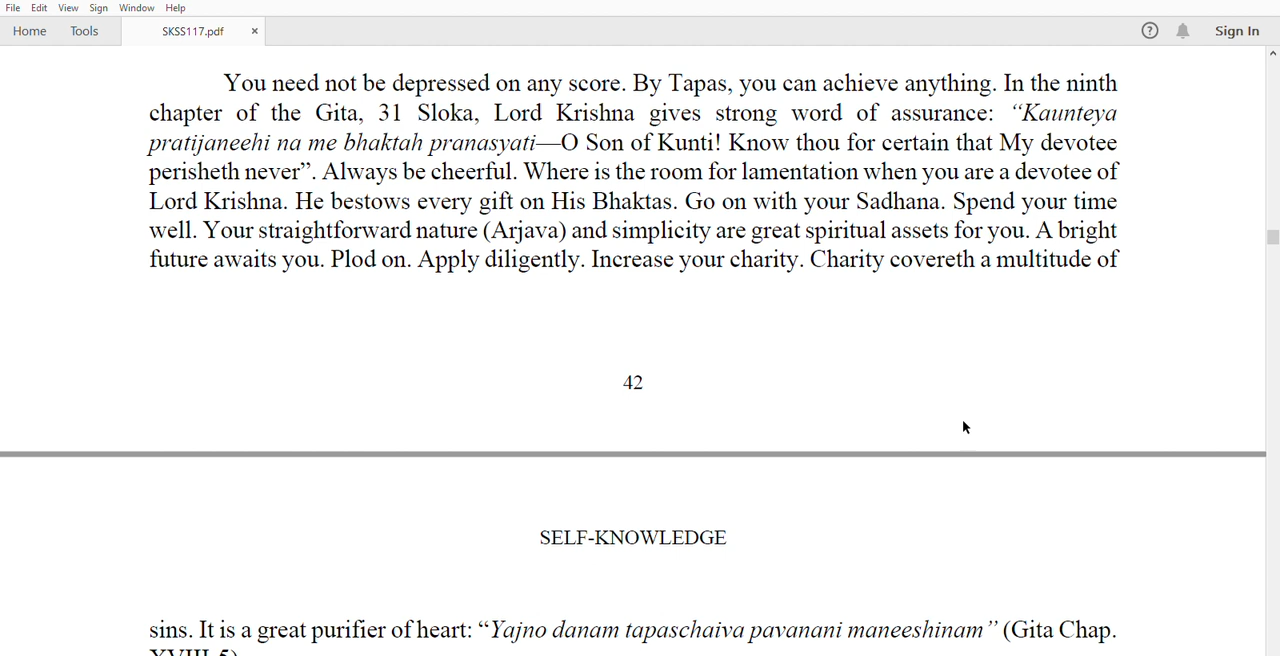 File Edit View Sign Window Help
Home Tools SKSS117.pdf × ? Sign In
You need not be depressed on any score. By Tapas, you can achieve anything. In the ninth
chapter of the Gita, 31 Sloka, Lord Krishna gives strong word of assurance: “Kaunteya
pratijaneehi na me bhaktah pranasyati—O Son of Kunti! Know thou for certain that My devotee
perisheth never”. Always be cheerful. Where is the room for lamentation when you are a devotee of
Lord Krishna. He bestows every gift on His Bhaktas. Go on with your Sadhana. Spend your time
well. Your straightforward nature (Arjava) and simplicity are great spiritual assets for you. A bright
future awaits you. Plod on. Apply diligently. Increase your charity. Charity covereth a multitude of
42
SELF-KNOWLEDGE
sins. It is a great purifier of heart: “Yajno danam tapaschaiva pavanani maneeshinam” (Gita Chap.
XVIII-5)